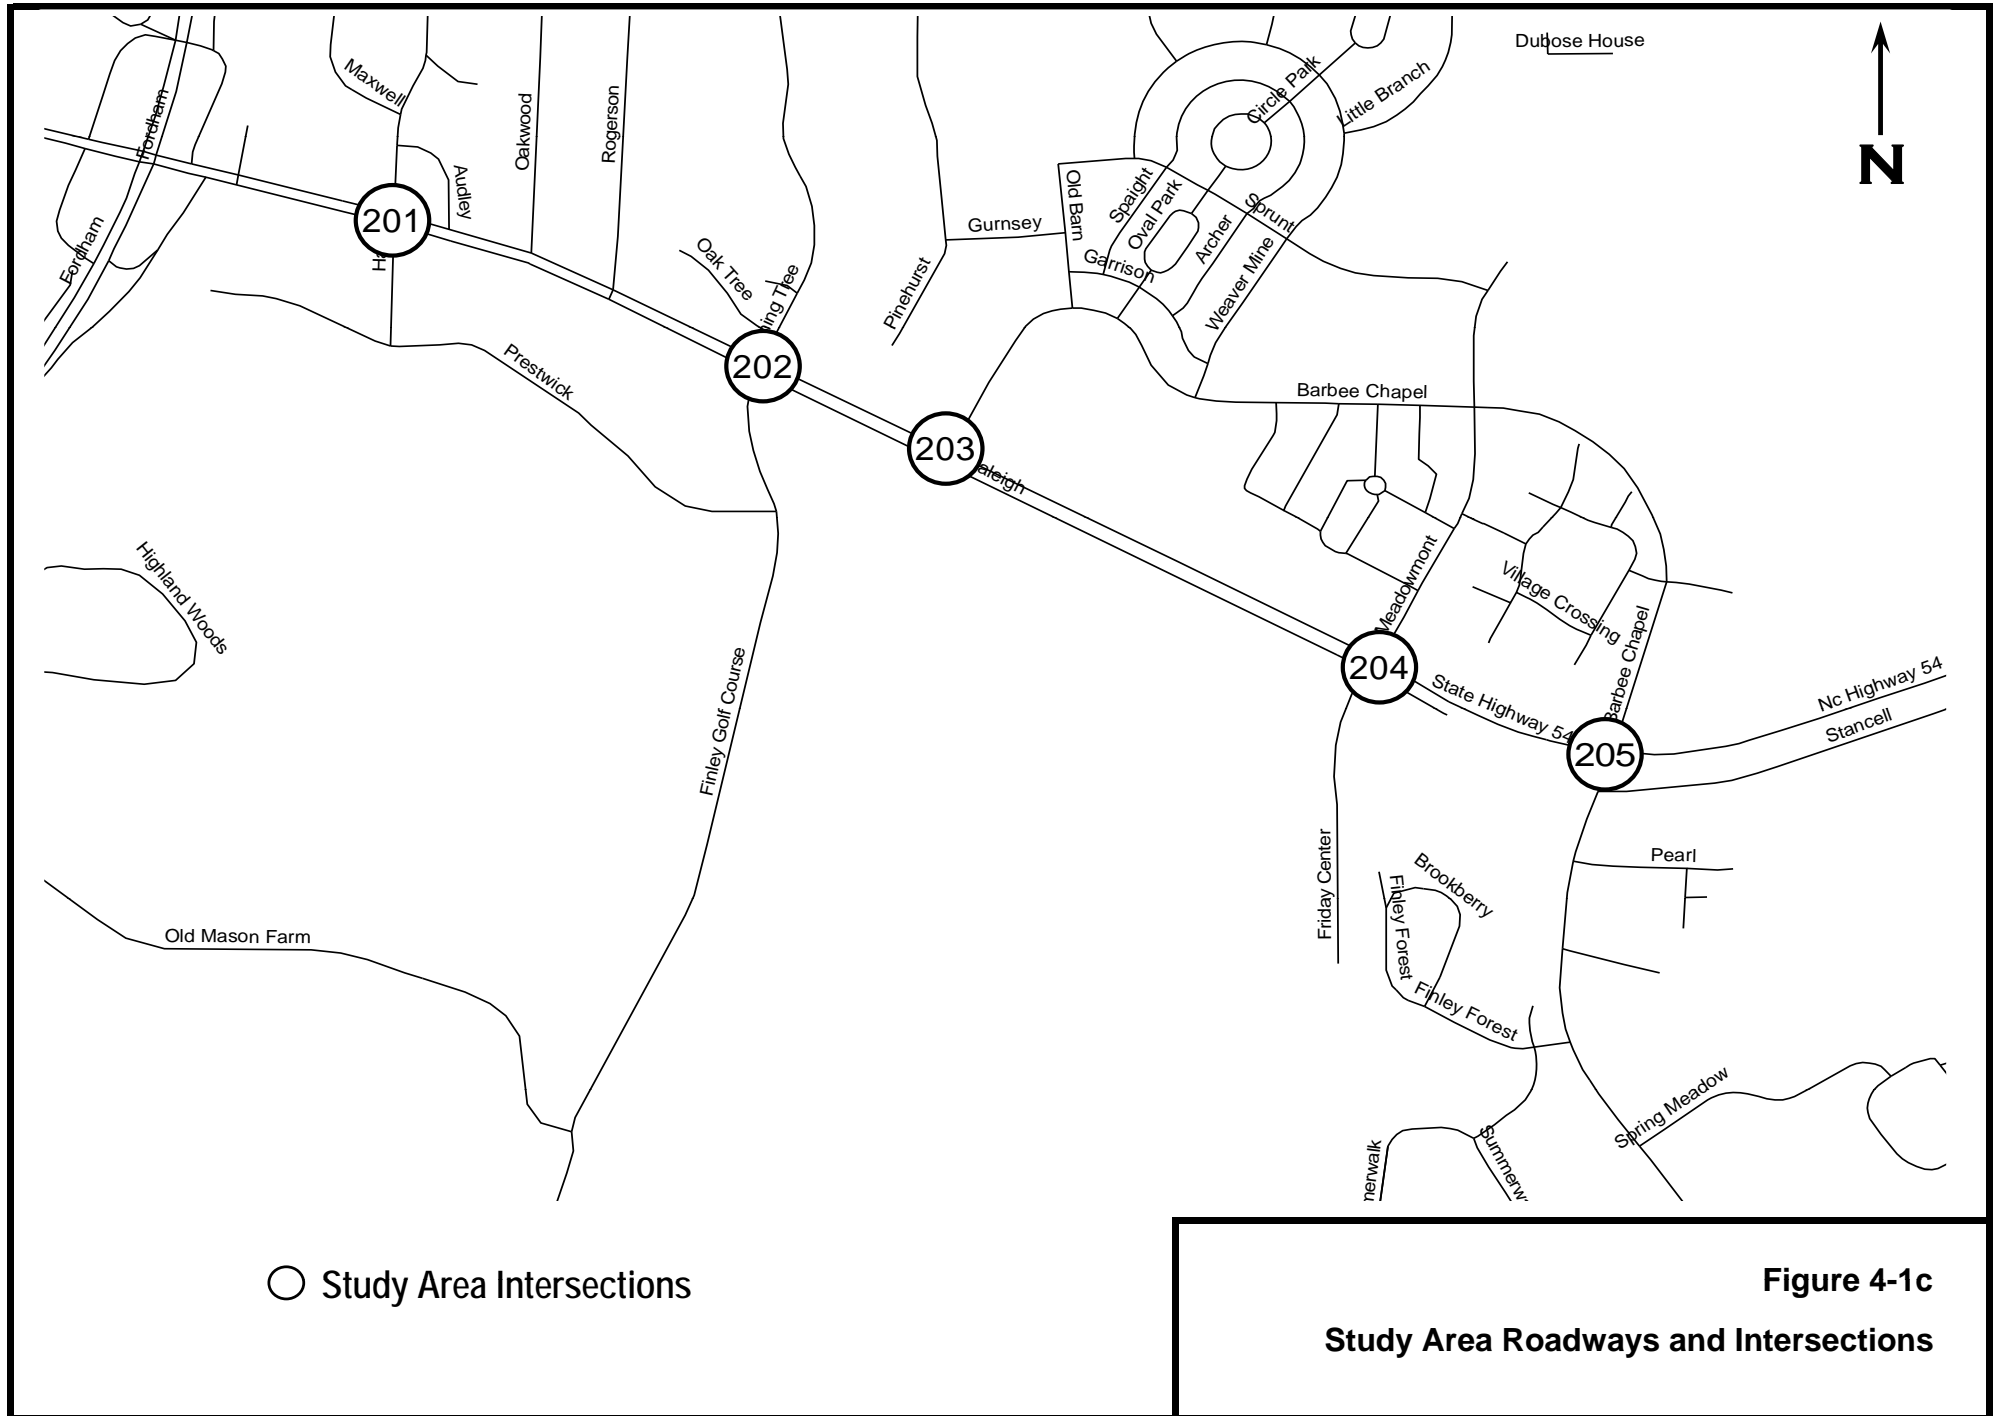 Dubose House
Maxwell
Fordham
Oakwood
Rogerson
Circle Park
Little Branch
N
Audley
Old Barn
Spaight
Oval Park
Archer
Sprunt
201
Gurnsey
Fordham
Oak Tree
Garrison
Weaver Mine
Pinehurst
Prestwick
202
Barbee Chapel
203
Highland Woods
Meadowmont
Village Crossing
204
Barbee Chapel
Finley Golf Course
State Highway 54
Nc Highway 54
Stancell
205
Friday Center
Pearl
Brookberry
Finley Forest
Old Mason Farm
Finley Forest
Spring Meadow
Study Area Intersections
Figure 4-1c
Study Area Roadways and Intersections